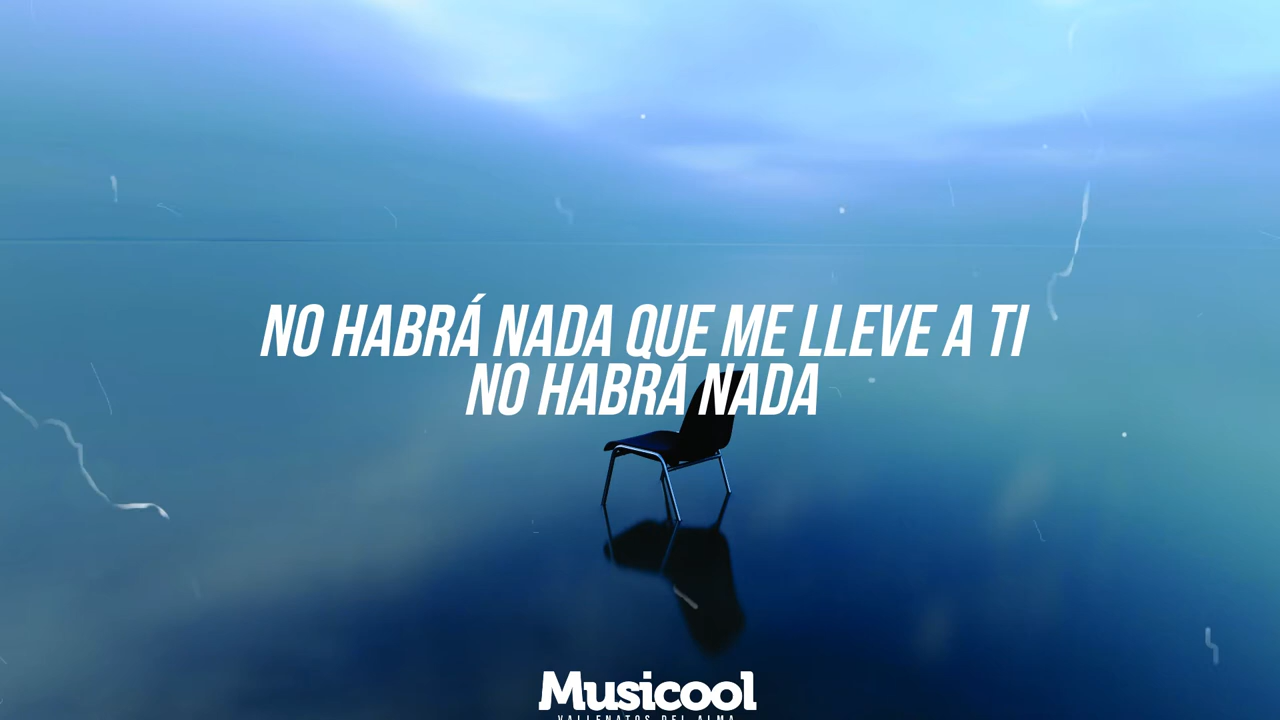 NO HABRÁ NADA QUE ME LLEVE A TI
NO HABRÁ NADA
Musicool
VALLENATOS DEL ALMA